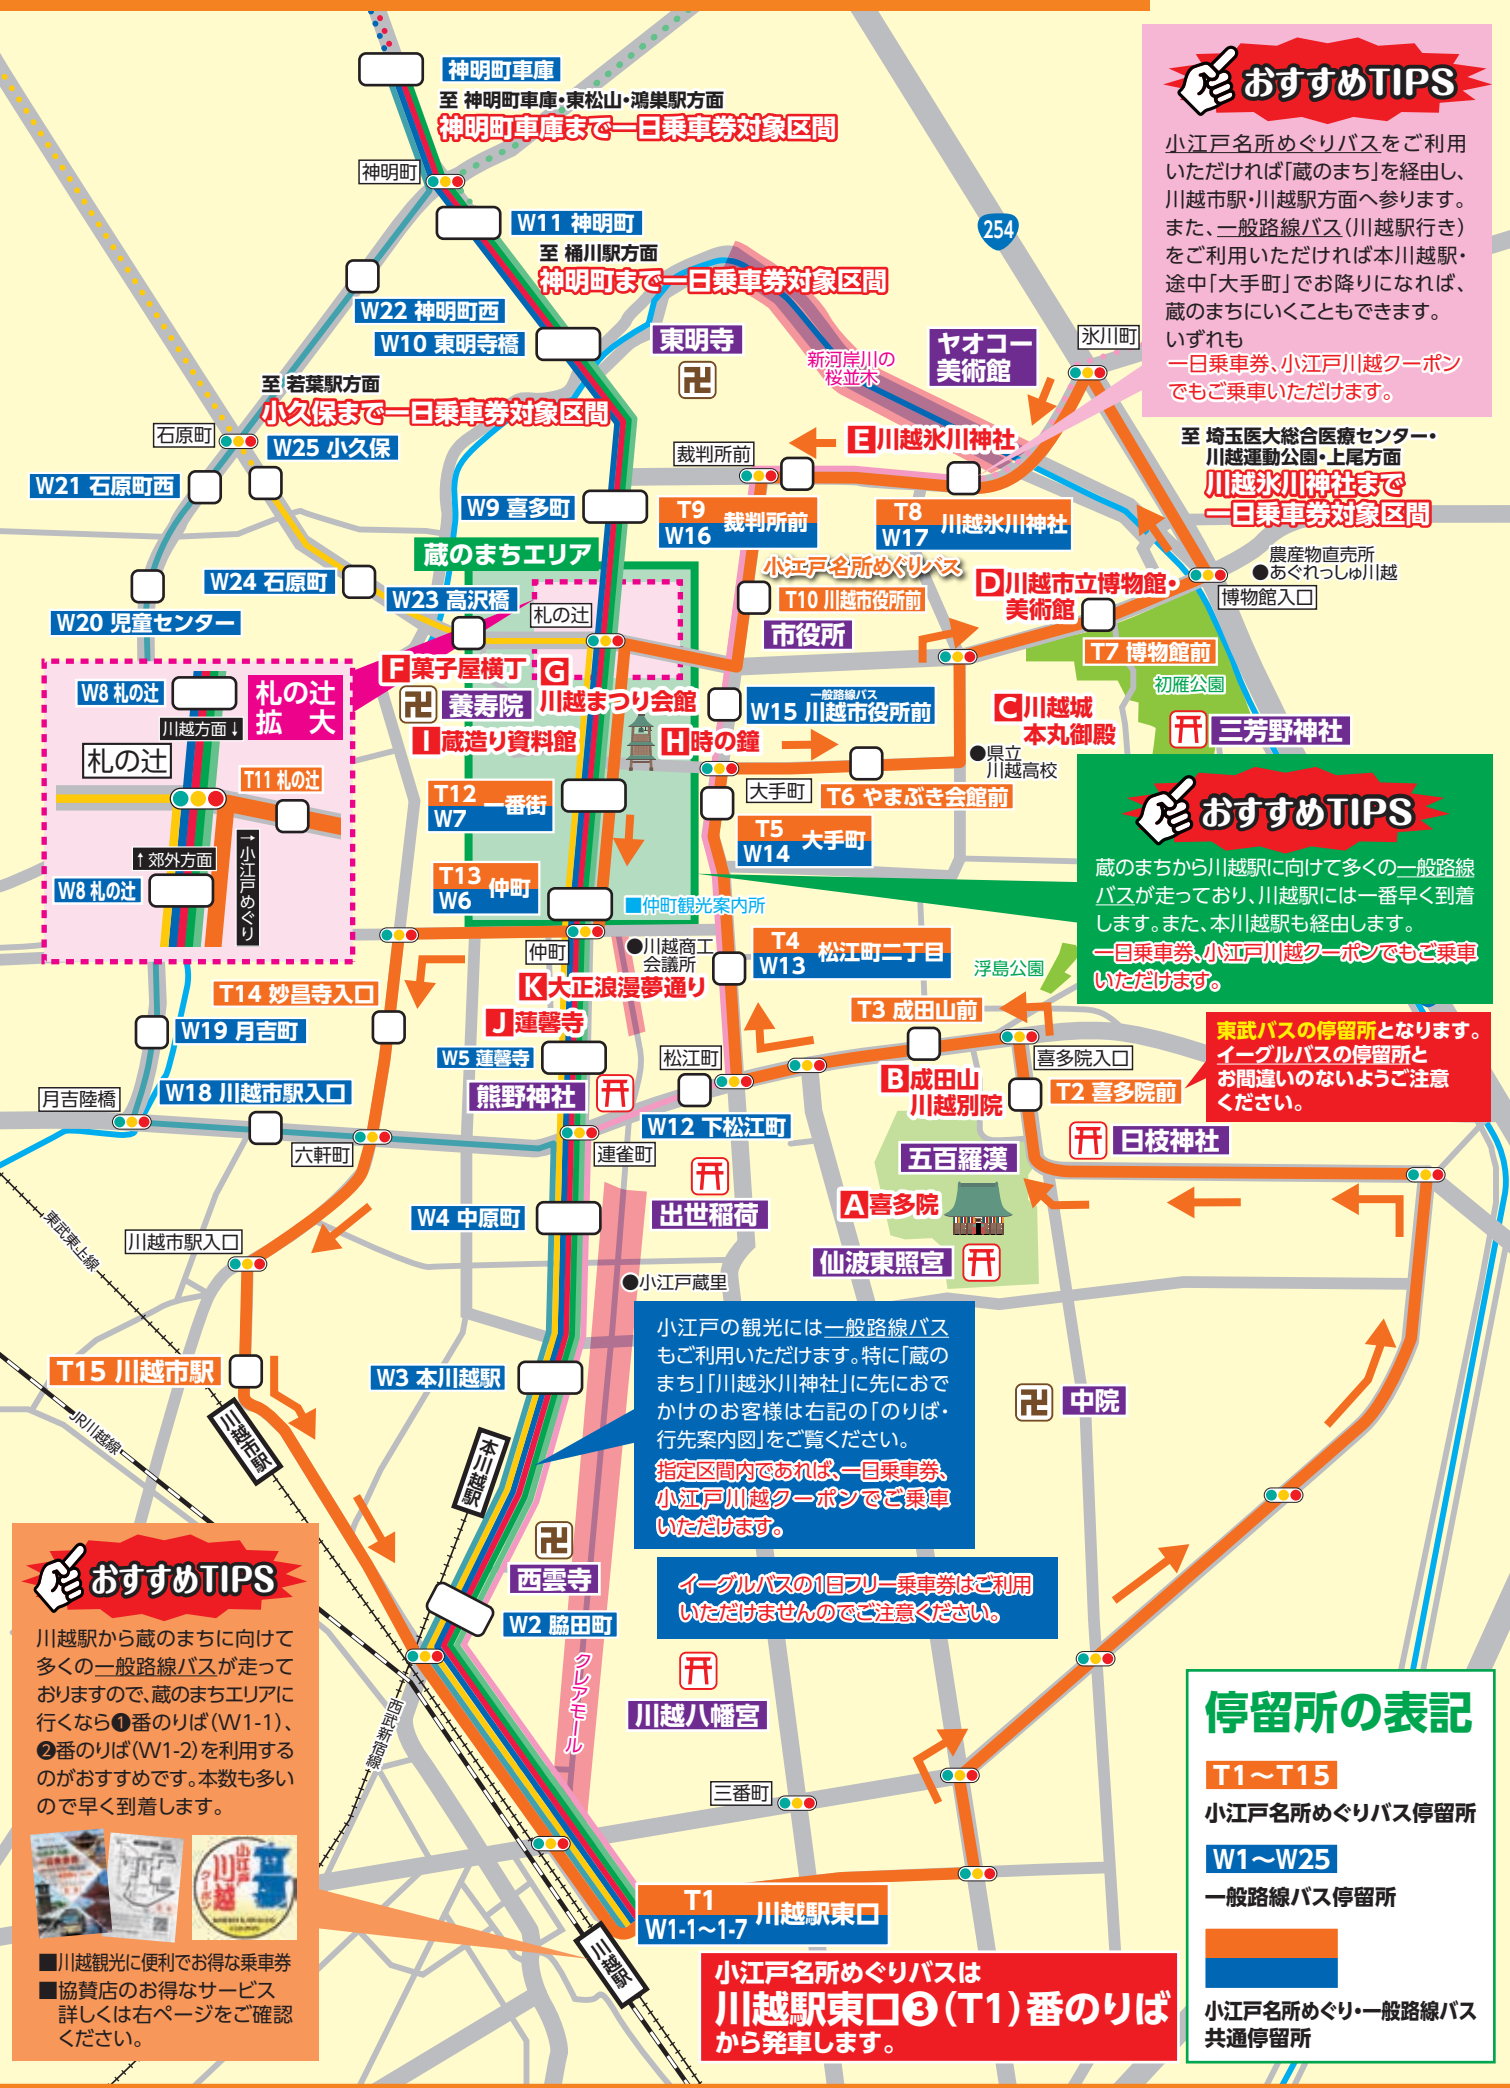 神明町車庫
至 神明町車庫・東松山・鴻巣駅方面
神明町車庫まで一日乗車券対象区間
神明町
W11 神明町
至 桶川駅方面
神明町まで一日乗車券対象区間
254
W22 神明町西
W10 東明寺橋
東明寺
新河岸川の
桜並木
ヤオコー
美術館
氷川町
おすすめTIPS
小江戸名所めぐりバスをご利用
いただければ「蔵のまち」を経由し、
川越市駅・川越駅方面へ参ります。
また、一般路線バス(川越駅行き)
をご利用いただければ本川越駅・
途中「大手町」でお降りになれば、
蔵のまちにいくこともできます。
いずれも
一日乗車券、小江戸川越クーポン
でもご乗車いただけます。
至 若葉駅方面
小久保まで一日乗車券対象区間
石原町
W25 小久保
W21 石原町西
裁判所前
E川越氷川神社
至 埼玉医大総合医療センター・
川越運動公園・上尾方面
川越氷川神社まで
一日乗車券対象区間
W9 喜多町
T9
W16
裁判所前
T8
W17
川越氷川神社
農産物直売所
●あぐれっしゅ川越
博物館入口
蔵のまちエリア
小江戸名所めぐりバス
W24 石原町
W23 高沢橋
札の辻
T10 川越市役所前
市役所
D川越市立博物館・
美術館
W20 児童センター
T7 博物館前
初雁公園
W8 札の辻
札の辻
拡 大
川越方面↓
札の辻
T11 札の辻
↑郊外方面
→小江戸めぐり
W8 札の辻
F菓子屋横丁
G
川越まつり会館
養寿院
I蔵造り資料館
H時の鐘
一般路線バス
W15 川越市役所前
C川越城
本丸御殿
三芳野神社
●県立
川越高校
T12
W7
一番街
大手町
T6 やまぶき会館前
T5
W14
大手町
T13
W6
仲町
■仲町観光案内所
おすすめTIPS
蔵のまちから川越駅に向けて多くの一般路線
バスが走っており、川越駅には一番早く到着
します。また、本川越駅も経由します。
一日乗車券、小江戸川越クーポンでもご乗車
いただけます。
仲町
●川越商工
会議所
T4
W13
松江町二丁目
浮島公園
K大正浪漫夢通り
T14 妙昌寺入口
J蓮馨寺
T3 成田山前
W19 月吉町
W5 蓮馨寺
松江町
喜多院入口
東武バスの停留所となります。
イーグルバスの停留所と
お間違いのないようご注意
ください。
月吉陸橋
W18 川越市駅入口
熊野神社
B成田山
川越別院
T2 喜多院前
W12 下松江町
日枝神社
六軒町
連雀町
五百羅漢
出世稲荷
A喜多院
W4 中原町
東武東上線
川越市駅入口
仙波東照宮
●小江戸蔵里
小江戸の観光には一般路線バス
もご利用いただけます。特に「蔵の
まち」「川越氷川神社」に先におで
かけのお客様は右記の「のりば・
行先案内図」をご覧ください。
指定区間内であれば、一日乗車券、
小江戸川越クーポンでご乗車
いただけます。
T15 川越市駅
W3 本川越駅
中院
JR川越線
川越市駅
本川越駅
西雲寺
イーグルバスの1日フリー乗車券はご利用
いただけませんのでご注意ください。
W2 脇田町
おすすめTIPS
川越駅から蔵のまちに向けて
多くの一般路線バスが走って
おりますので、蔵のまちエリアに
行くなら❶番のりば(W1-1)、
❷番のりば(W1-2)を利用する
のがおすすめです。本数も多い
ので早く到着します。
小江戸
川越
クーポン
■川越観光に便利でお得な乗車券
■協賛店のお得なサービス
詳しくは右ページをご確認
ください。
西武新宿線
クレアモール
川越八幡宮
三番町
T1
W1-1〜1-7
川越駅東口
川越駅
小江戸名所めぐりバスは
川越駅東口❸(T1)番のりば
から発車します。
停留所の表記
T1〜T15
小江戸名所めぐりバス停留所
W1〜W25
一般路線バス停留所
小江戸名所めぐり・一般路線バス
共通停留所